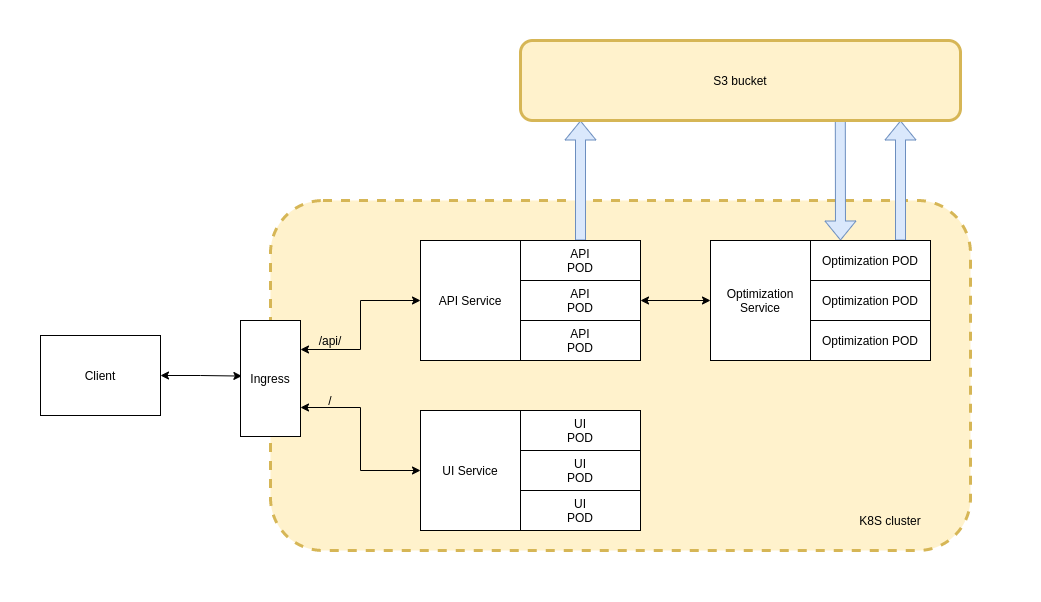 S3 bucket
API
POD
API Service
API
POD
API
POD
Optimization
Service
Optimization POD
Optimization POD
Optimization POD
/api/
Client
Ingress
/
UI
POD
UI Service
UI
POD
UI
POD
K8S cluster